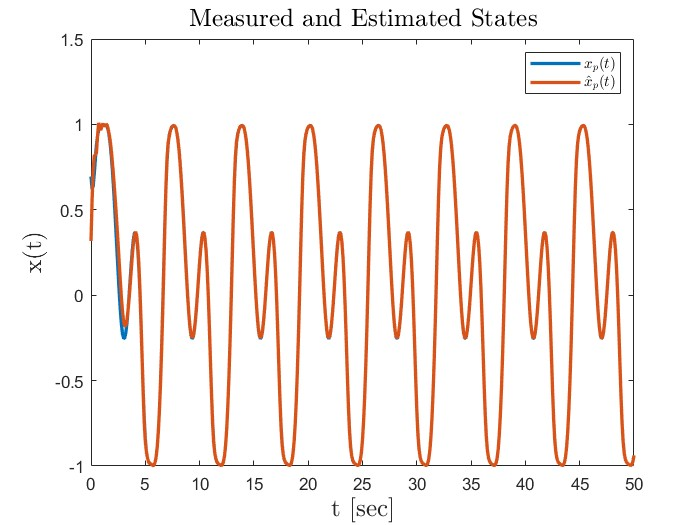 Measured and Estimated States
1.5
1
0.5
0
-0.5
-1
x(t)
x_p(t)
x̂_p(t)
0 5 10 15 20 25 30 35 40 45 50
t [sec]